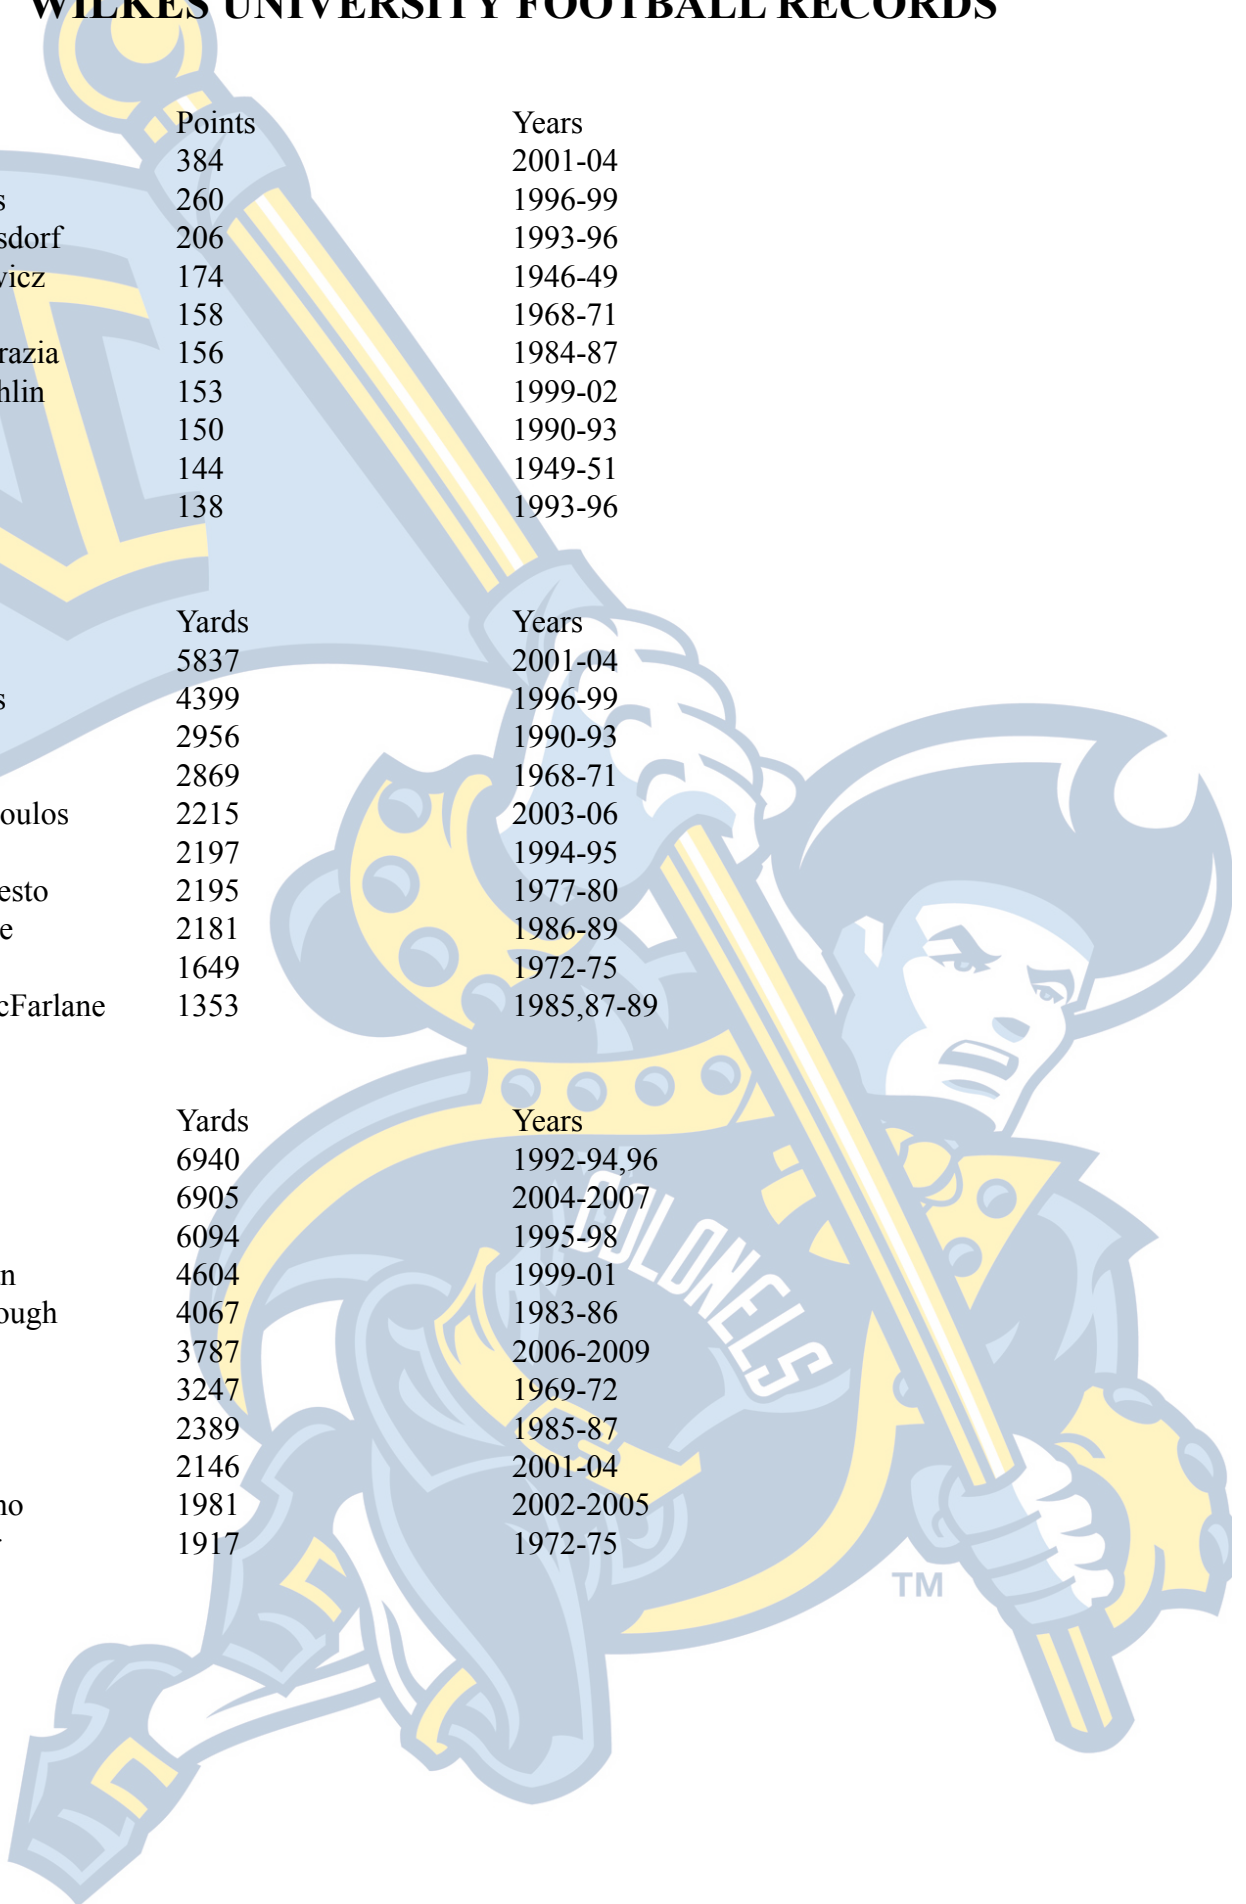 WILKES UNIVERSITY FOOTBALL RECORDS
Points Years
384 2001-04
s 260 1996-99
sdorf 206 1993-96
vicz 174 1946-49
158 1968-71
razia 156 1984-87
hlin 153 1999-02
150 1990-93
144 1949-51
138 1993-96
Yards Years
5837 2001-04
s 4399 1996-99
2956 1990-93
2869 1968-71
oulos 2215 2003-06
2197 1994-95
esto 2195 1977-80
e 2181 1986-89
1649 1972-75
cFarlane 1353 1985,87-89
Yards Years
6940 1992-94,96
6905 2004-2007
6094 1995-98
n 4604 1999-01
ough 4067 1983-86
3787 2006-2009
3247 1969-72
2389 1985-87
2146 2001-04
no 1981 2002-2005
1917 1972-75
COLONELS
TM